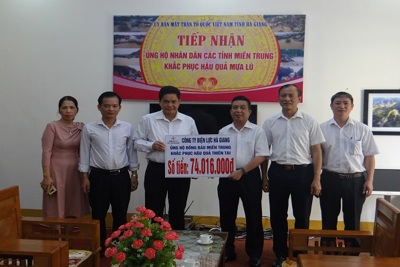 ỦY BAN MẶT TRẬN TỔ QUỐC VIỆT NAM TỈNH HÀ GIANG
TIẾP NHẬN
ỦNG HỘ NHÂN DÂN CÁC TỈNH MIỀN TRUNG
KHẮC PHỤC HẬU QUẢ MƯA LŨ
CÔNG TY ĐIỆN LỰC HÀ GIANG
ỦNG HỘ ĐỒNG BÀO MIỀN TRUNG
KHẮC PHỤC HẬU QUẢ THIÊN TAI
Số tiền: 74.016.000đ